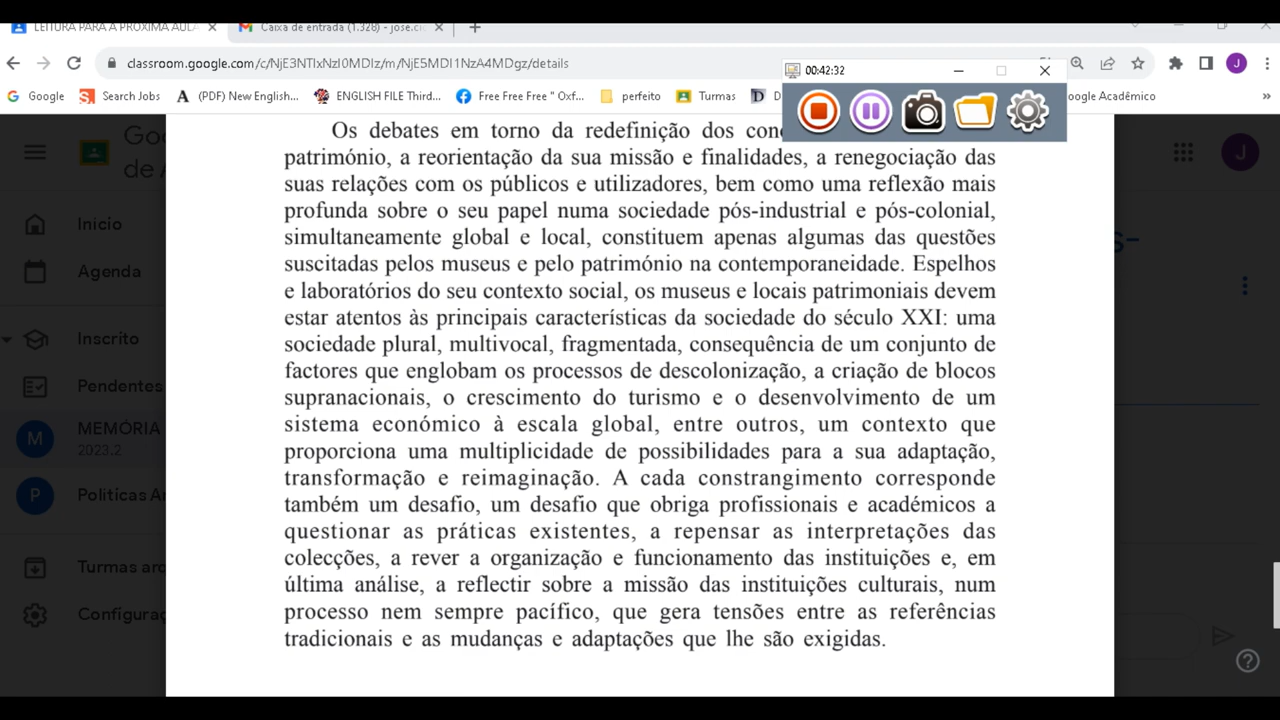 LEITURA PARA A PRÓXIMA AULA
Caixa de entrada (1.328) - jose.cl
classroom.google.com/c/NjE3NTIxNzI0MDIz/m/NjE5MDI1NzA4MDgz/details
00:42:32
J
Google
Search Jobs
(PDF) New English...
ENGLISH FILE Third...
Free Free Free " Oxf...
perfeito
Turmas
oogle Acadêmico
Goo
de A
J
Início
Agenda
Inscrito
Pendentes
M
MEMÓRIA
2023.2
P
Politicas Ar
Turmas arq
Configuraç
Os debates em torno da redefinição dos
património, a reorientação da sua missão e finalidades, a renegociação das
suas relações com os públicos e utilizadores, bem como uma reflexão mais
profunda sobre o seu papel numa sociedade pós-industrial e pós-colonial,
simultaneamente global e local, constituem apenas algumas das questões
suscitadas pelos museus e pelo património na contemporaneidade. Espelhos
e laboratórios do seu contexto social, os museus e locais patrimoniais devem
estar atentos às principais características da sociedade do século XXI: uma
sociedade plural, multivocal, fragmentada, consequência de um conjunto de
factores que englobam os processos de descolonização, a criação de blocos
supranacionais, o crescimento do turismo e o desenvolvimento de um
sistema económico à escala global, entre outros, um contexto que
proporciona uma multiplicidade de possibilidades para a sua adaptação,
transformação e reimaginação. A cada constrangimento corresponde
também um desafio, um desafio que obriga profissionais e académicos a
questionar as práticas existentes, a repensar as interpretações das
colecções, a rever a organização e funcionamento das instituições e, em
última análise, a reflectir sobre a missão das instituições culturais, num
processo nem sempre pacífico, que gera tensões entre as referências
tradicionais e as mudanças e adaptações que lhe são exigidas.